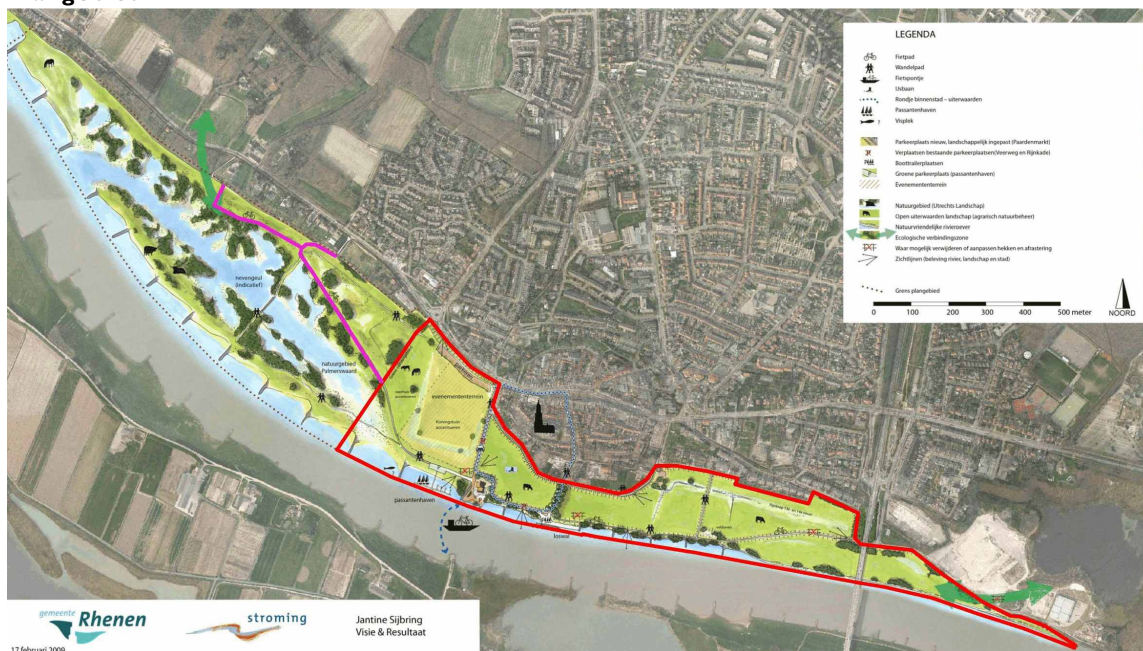 LEGENDA
Fietpad
Wandelpad
Fietspontje
IJsbaan
Rondje binnenstad – uiterwaarden
Passantenhaven
? Visplek
Parkeerplaats nieuw, landschappelijk ingepast (Paardenmarkt)
Verplaatsen bestaande parkeerplaatsen(Veerweg en Rijnkade)
Boottrailerplaatsen
Groene parkeerplaats (passantenhaven)
Evenemententerrein
Natuurgebied (Utrechts Landschap)
Open uiterwaarden landschap (agrarisch natuurbeheer)
Natuurvriendelijke rivieroever
Ecologische verbindingszone
Waar mogelijk verwijderen of aanpassen hekken en afrastering
Zichtlijnen (beleving rivier, landschap en stad)
Grens plangebied
0 100 200 300 400 500 meter
NOORD
nevengeul
(indicatief)
natuurgebied
Palmerswaard
evenemententerrein
Koningstuin
accentueren
passantenhaven
loswal
gemeente
Rhenen
stroming
Jantine Sijbring
Visie & Resultaat
17 februari 2009